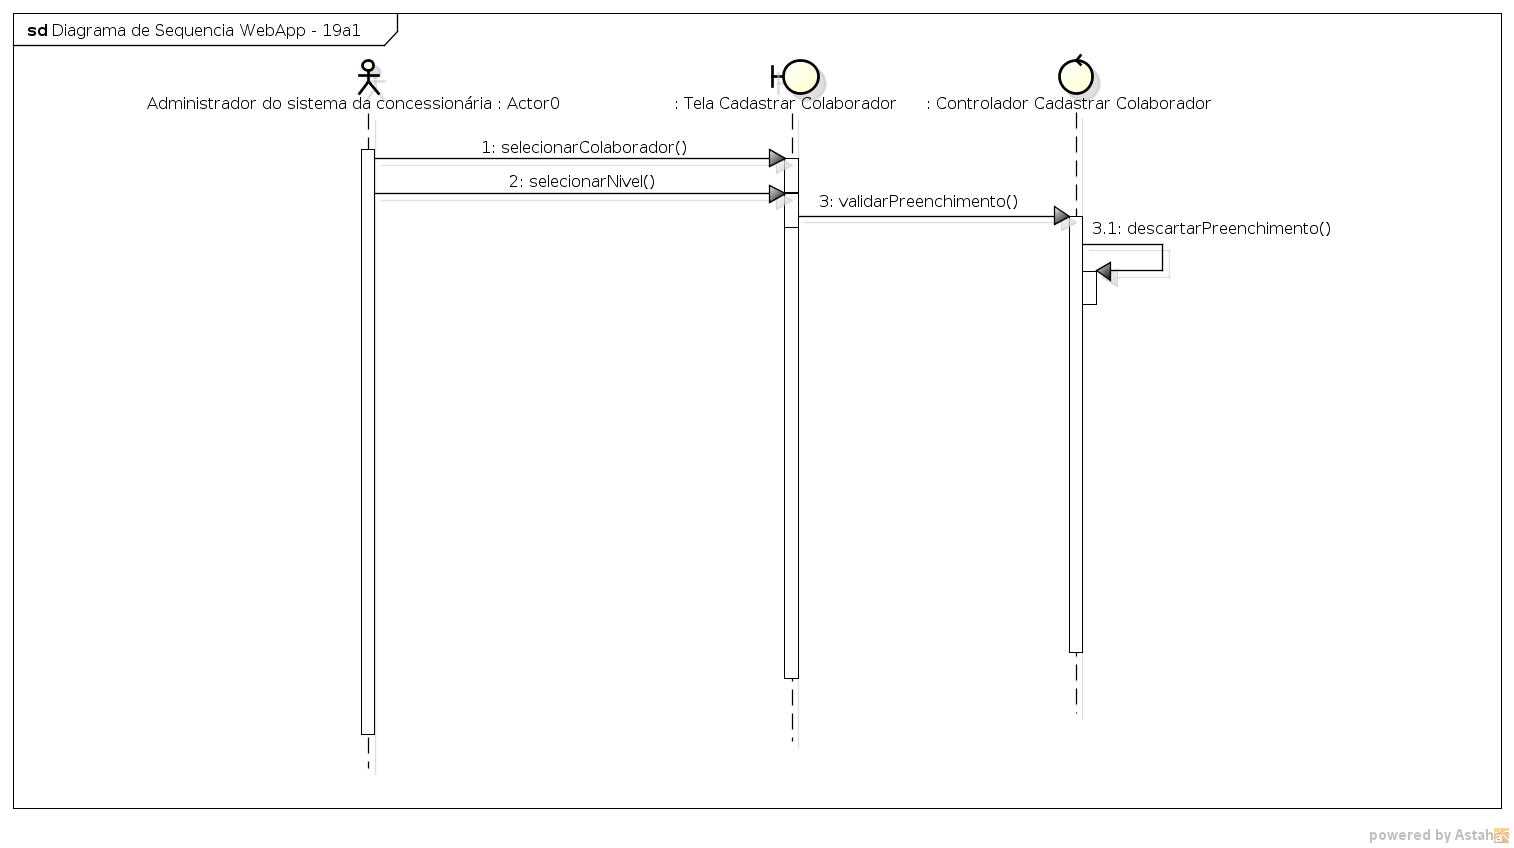 sd Diagrama de Sequencia WebApp - 19a1
Administrador do sistema da concessionária : Actor0
: Tela Cadastrar Colaborador
: Controlador Cadastrar Colaborador
1: selecionarColaborador()
2: selecionarNivel()
3: validarPreenchimento()
3.1: descartarPreenchimento()
powered by Astah